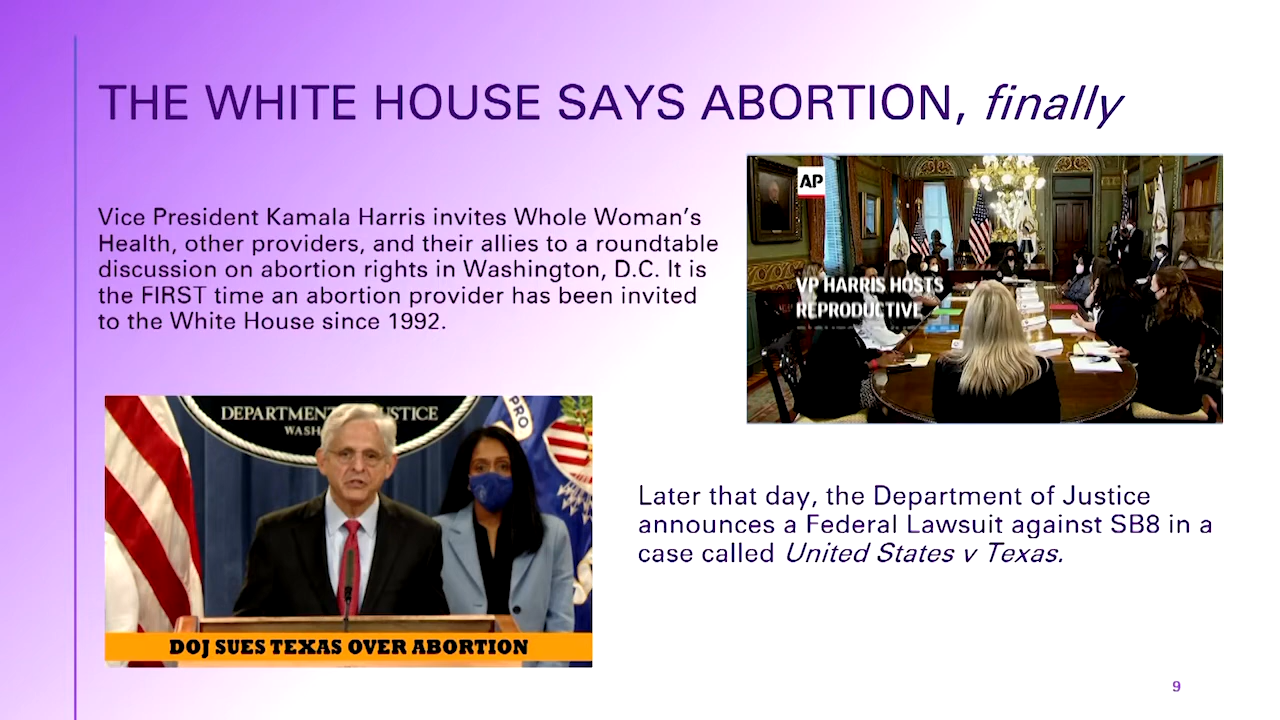 THE WHITE HOUSE SAYS ABORTION, finally
Vice President Kamala Harris invites Whole Woman's
Health, other providers, and their allies to a roundtable
discussion on abortion rights in Washington, D.C. It is
the FIRST time an abortion provider has been invited
to the White House since 1992.
AP
VP HARRIS HOSTS
REPRODUCTIVE
DEPARTMENT JUSTICE
WASH
PRO
DOJ SUES TEXAS OVER ABORTION
Later that day, the Department of Justice
announces a Federal Lawsuit against SB8 in a
case called United States v Texas.
9